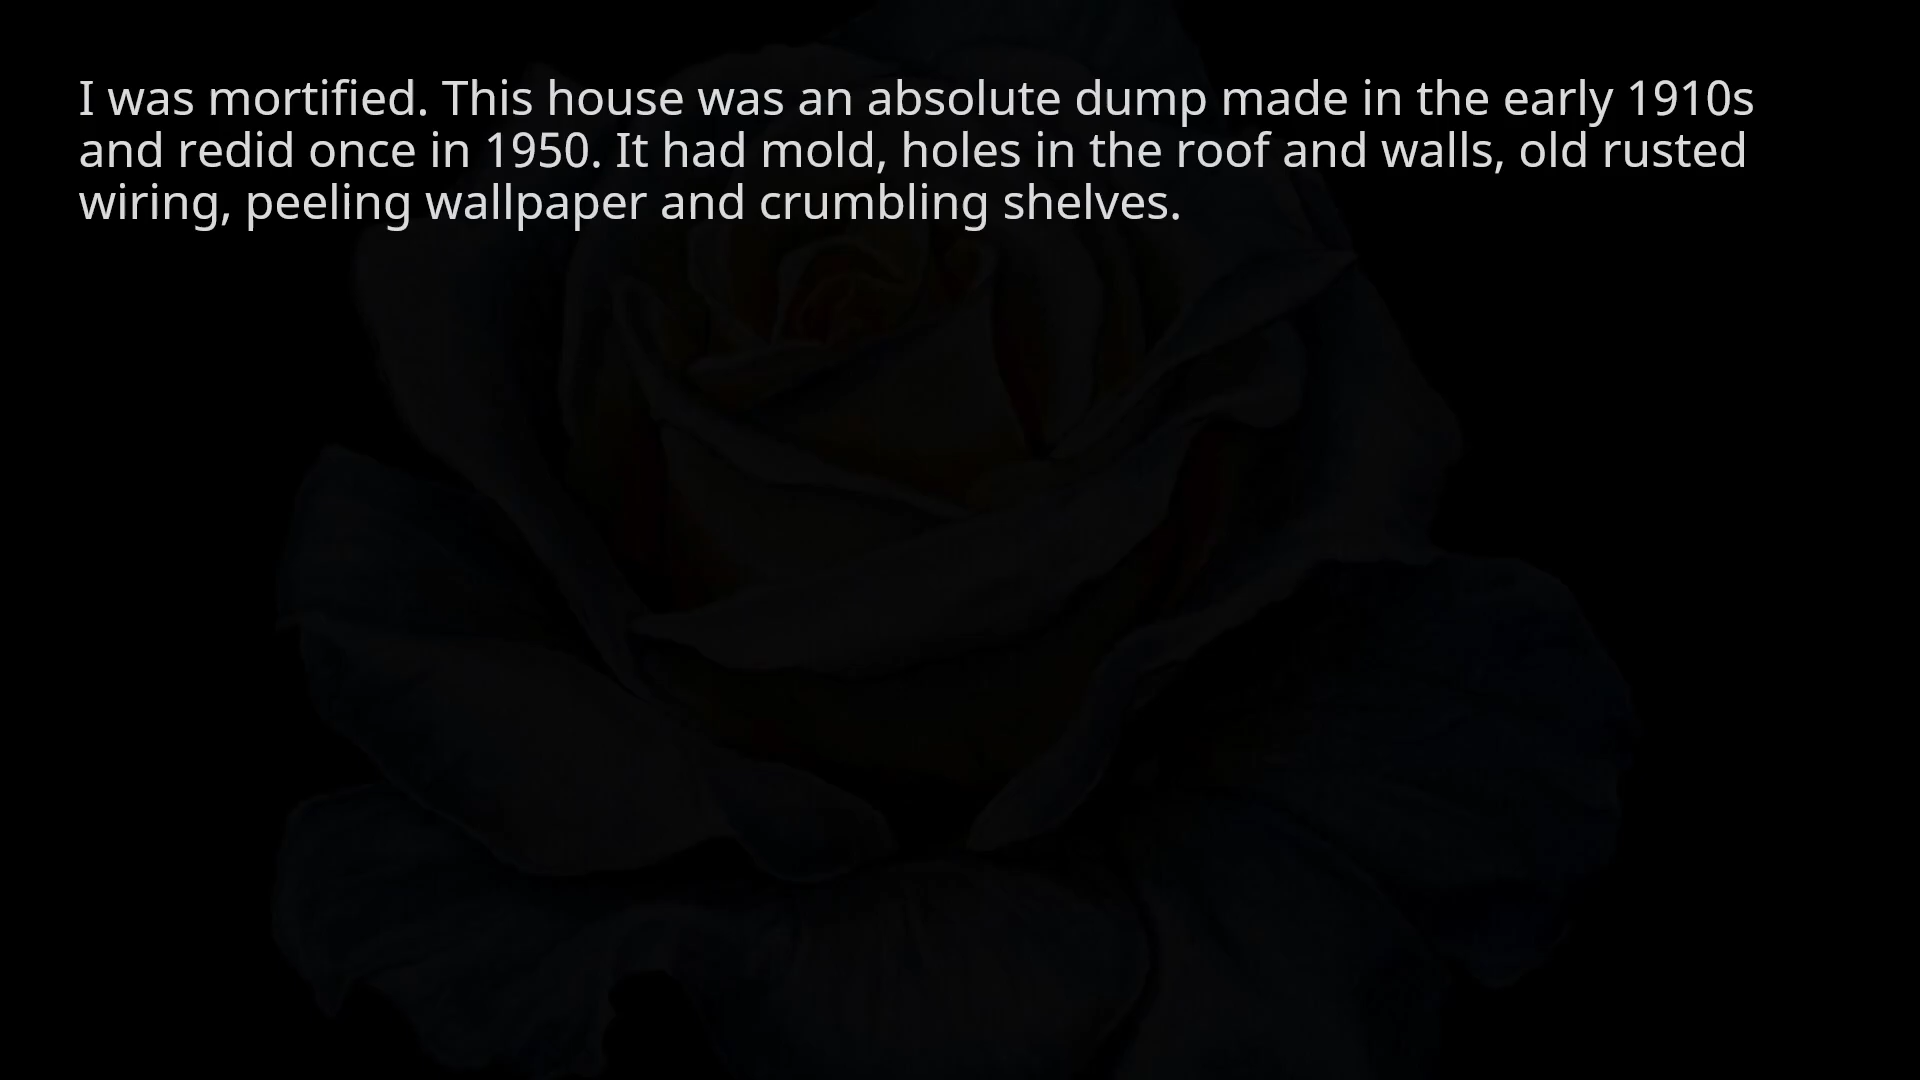 I was mortified. This house was an absolute dump made in the early 1910s
and redid once in 1950. It had mold, holes in the roof and walls, old rusted
wiring, peeling wallpaper and crumbling shelves.